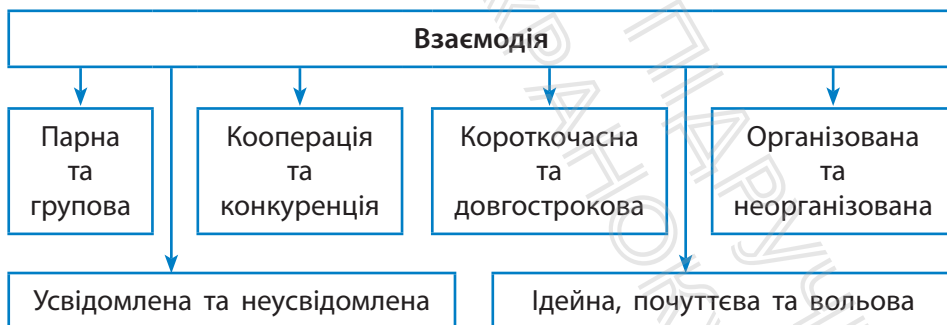 Взаємодія
Парна
та
групова
Кооперація
та
конкуренція
Короткочасна
та
довгострокова
Організована
та
неорганізована
Усвідомлена та неусвідомлена
Ідейна, почуттєва та вольова